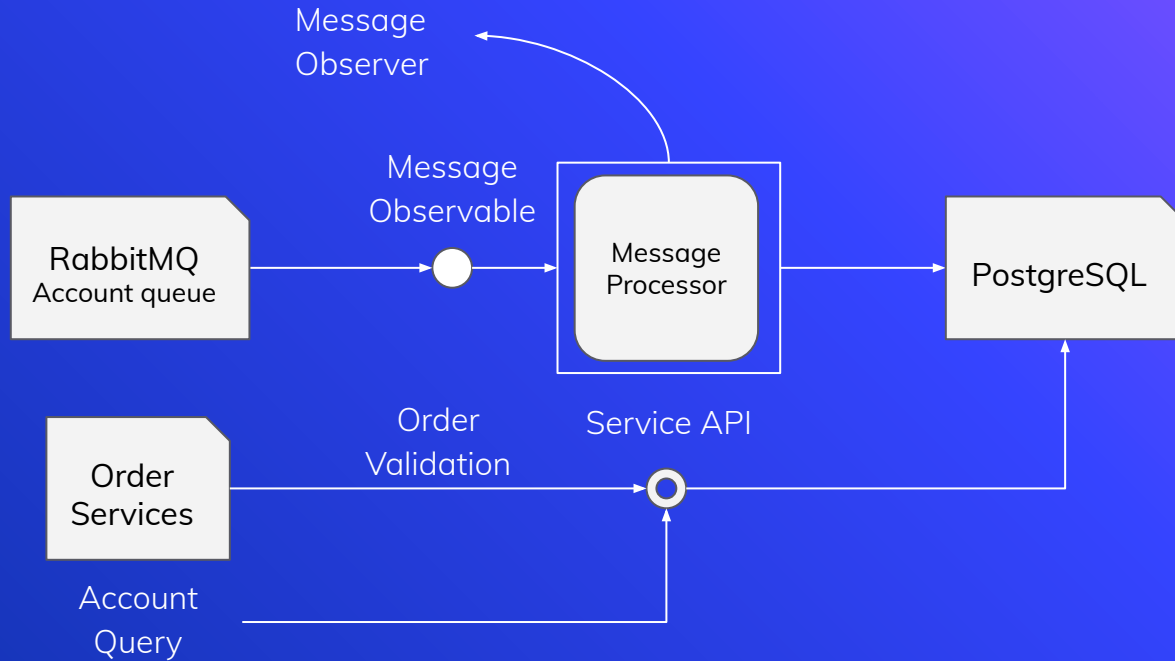 Message
Observer
Message
Observable
RabbitMQ
Account queue
Message
Processor
PostgreSQL
Order
Validation
Service API
Order
Services
Account
Query